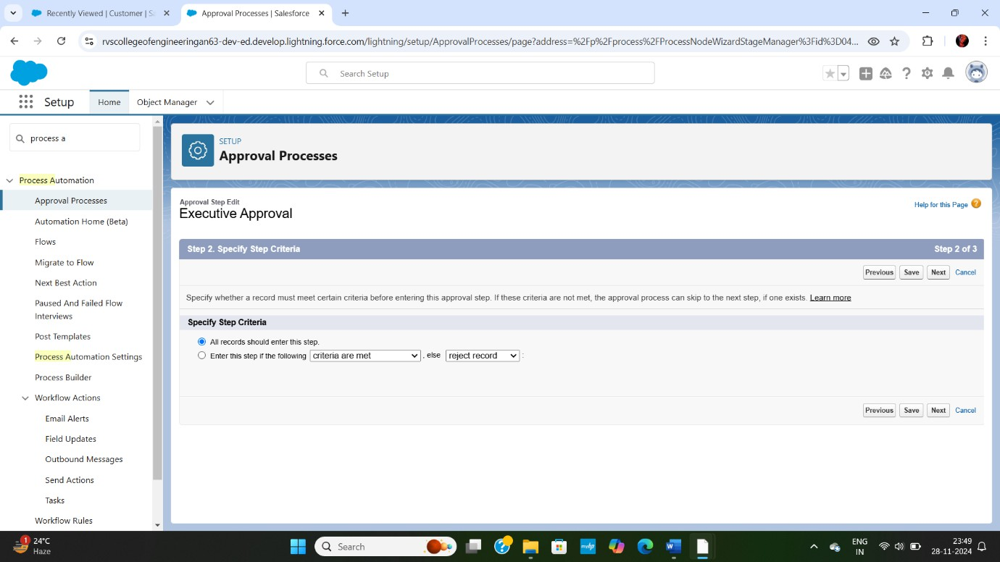 Recently Viewed | Customer | Sa
Approval Processes | Salesforce
rvscollegeofengineeringan63-dev-ed.develop.lightning.force.com/lightning/setup/ApprovalProcesses/page?address=%2Fp%2Fprocess%2FProcessNodeWizardStageManager%3Fid%3D04...
Search Setup
Setup
Home
Object Manager
process a
Process Automation
Approval Processes
Automation Home (Beta)
Flows
Migrate to Flow
Next Best Action
Paused And Failed Flow
Interviews
Post Templates
Process Automation Settings
Process Builder
Workflow Actions
Email Alerts
Field Updates
Outbound Messages
Send Actions
Tasks
Workflow Rules
SETUP
Approval Processes
Approval Step Edit
Executive Approval
Help for this Page ?
Step 2. Specify Step Criteria
Step 2 of 3
Previous Save Next Cancel
Specify whether a record must meet certain criteria before entering this approval step. If these criteria are not met, the approval process can skip to the next step, if one exists. Learn more
Specify Step Criteria
All records should enter this step.
Enter this step if the following criteria are met , else reject record :
Previous Save Next Cancel
1
24°C
Haze
Search
myhp
W
ENG
IN
23:49
28-11-2024